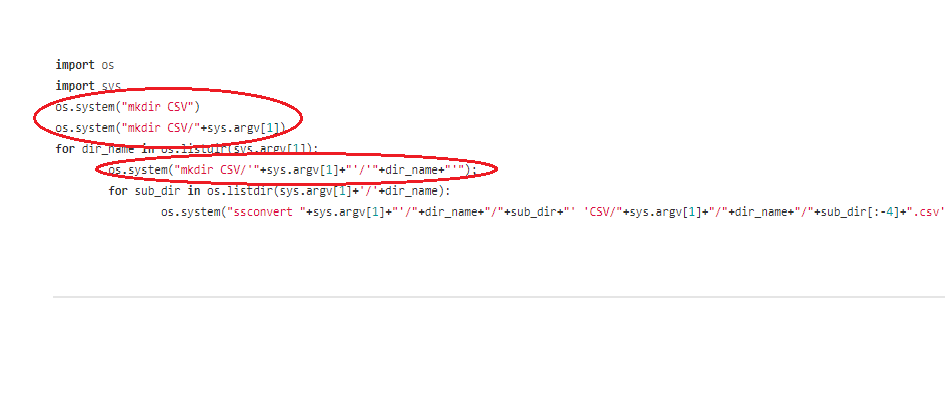 import os
import sys
os.system("mkdir CSV")
os.system("mkdir CSV/"+sys.argv[1])
for dir_name in os.listdir(sys.argv[1]):
os.system("mkdir CSV/'"+sys.argv[1]+"'/'"+dir_name+"'");
for sub_dir in os.listdir(sys.argv[1]+'/'+dir_name):
os.system("ssconvert "+sys.argv[1]+"'/"+dir_name+"/"+sub_dir+"' 'CSV/"+sys.argv[1]+"/"+dir_name+"/"+sub_dir[:-4]+".csv'